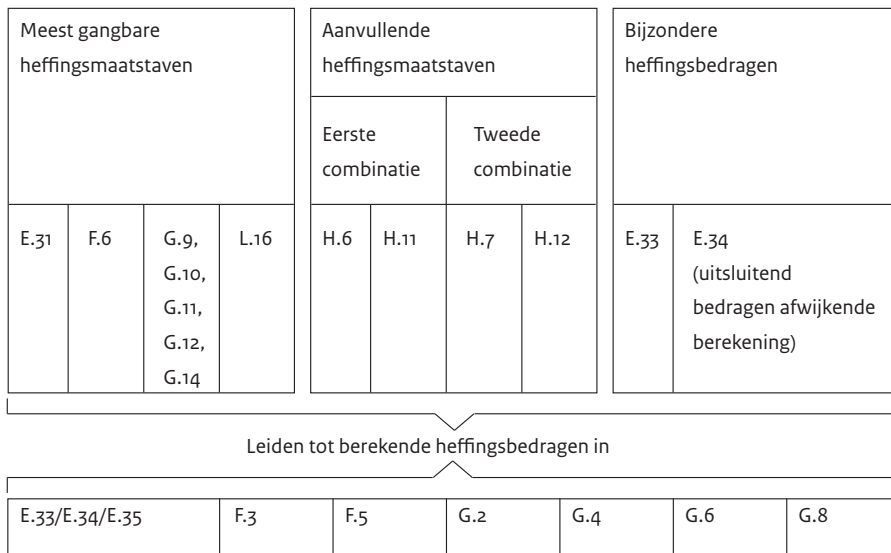 Meest gangbare
heffingsmaatstaven
Aanvullende
heffingsmaatstaven
Bijzondere
heffingsbedragen
Eerste
combinatie
Tweede
combinatie
E.31
F.6
G.9,
G.10,
G.11,
G.12,
G.14
L.16
H.6
H.11
H.7
H.12
E.33
E.34
(uitsluitend
bedragen afwijkende
berekening)
Leiden tot berekende heffingsbedragen in
E.33/E.34/E.35
F.3
F.5
G.2
G.4
G.6
G.8